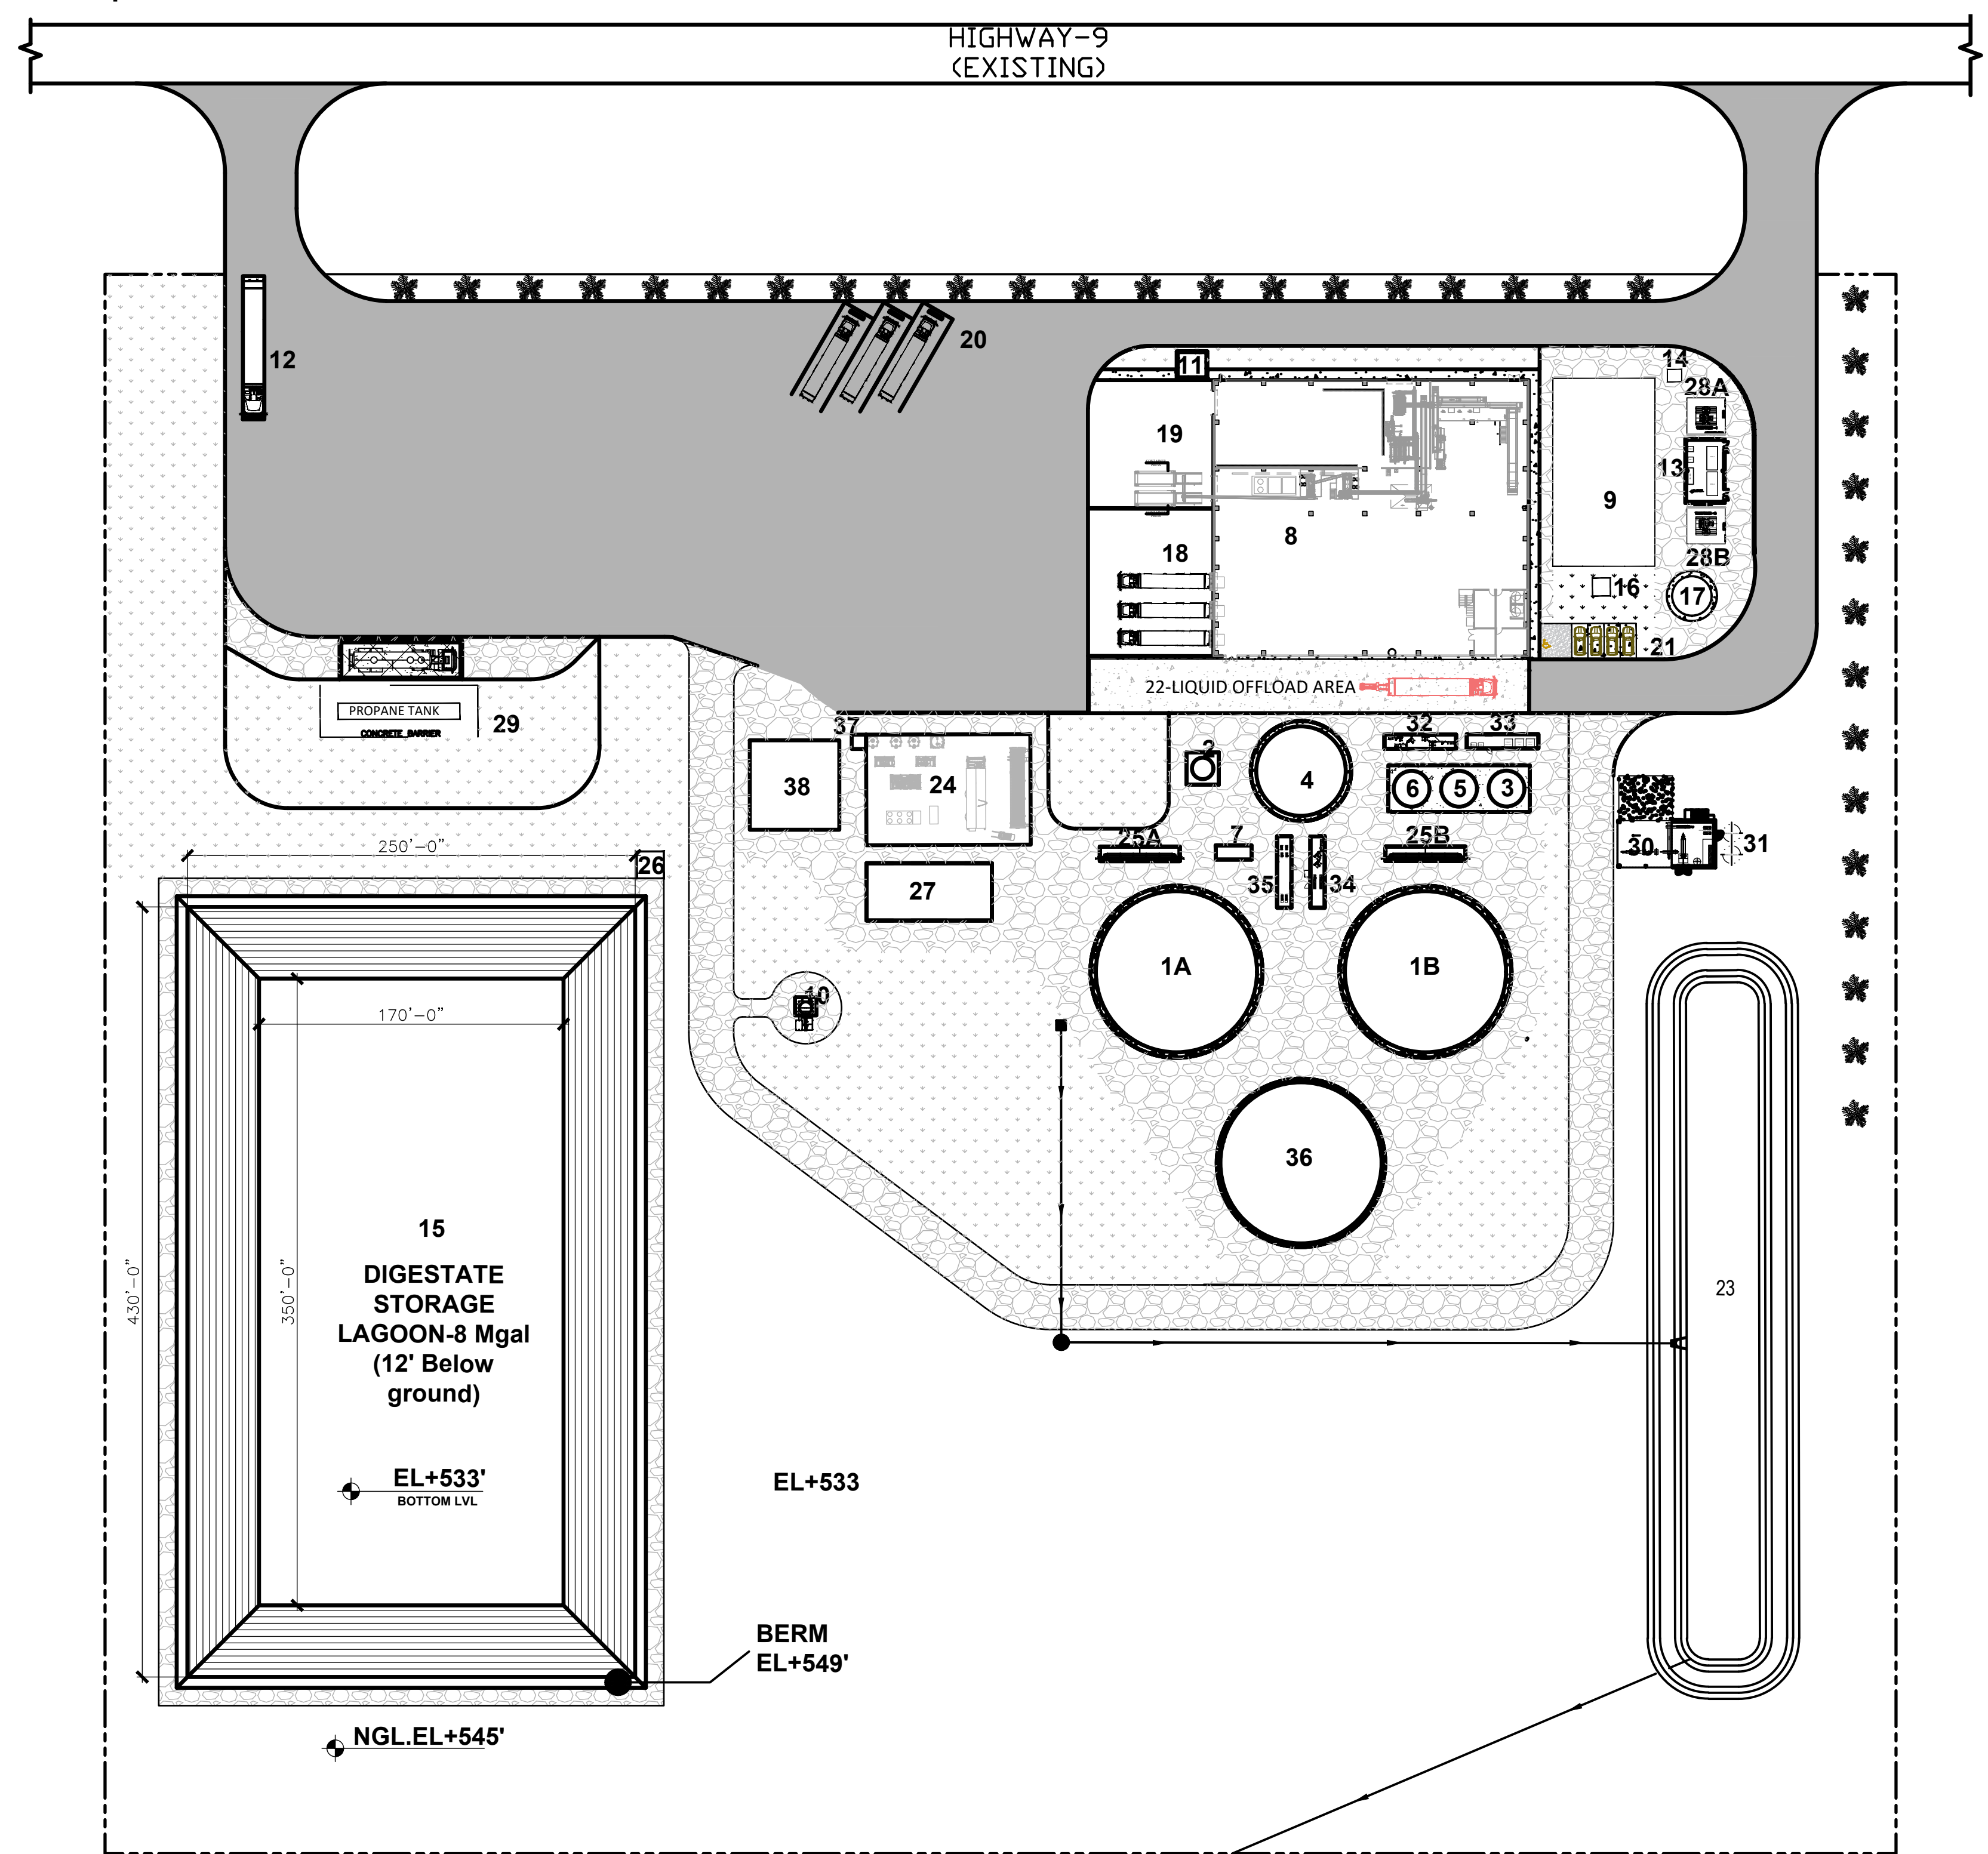 HIGHWAY-9
(EXISTING)
12
20
11
14
28A
19
13
9
8
18
28B
16
17
21
22-LIQUID OFFLOAD AREA
PROPANE TANK
CONCRETE BARRIER
29
37
38
24
2
4
32
33
6
5
3
25A
7
25B
30
31
250'-0"
26
27
35
34
1A
1B
10
170'-0"
36
15
DIGESTATE
STORAGE
LAGOON-8 Mgal
(12' Below
ground)
430'-0"
350'-0"
23
EL+533'
BOTTOM LVL
EL+533
BERM
EL+549'
NGL.EL+545'